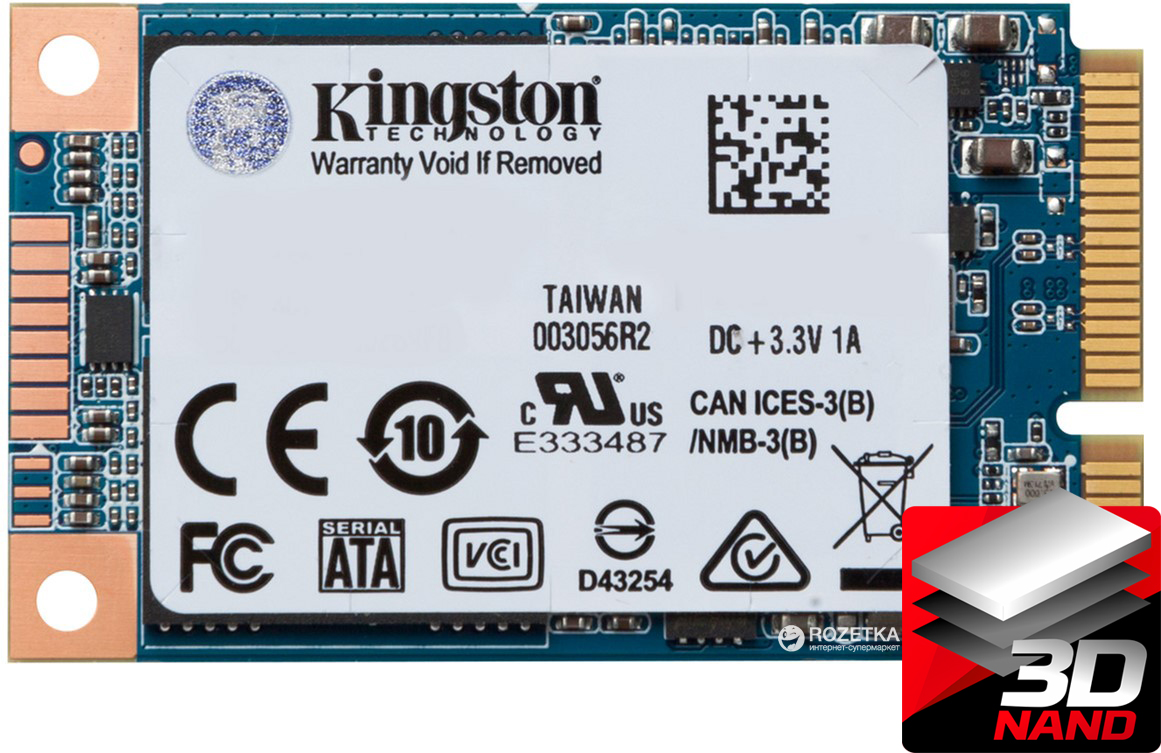 Kingston®
TECHNOLOGY
Warranty Void If Removed
TAIWAN
003056R2
DC+3.3V 1A
CE
10
C RU® US
E333487
CAN ICES-3(B)
/NMB-3(B)
FC
SERIAL
ATA
VCI
D43254
ROZETKA
интернет-супермаркет
3D
NAND